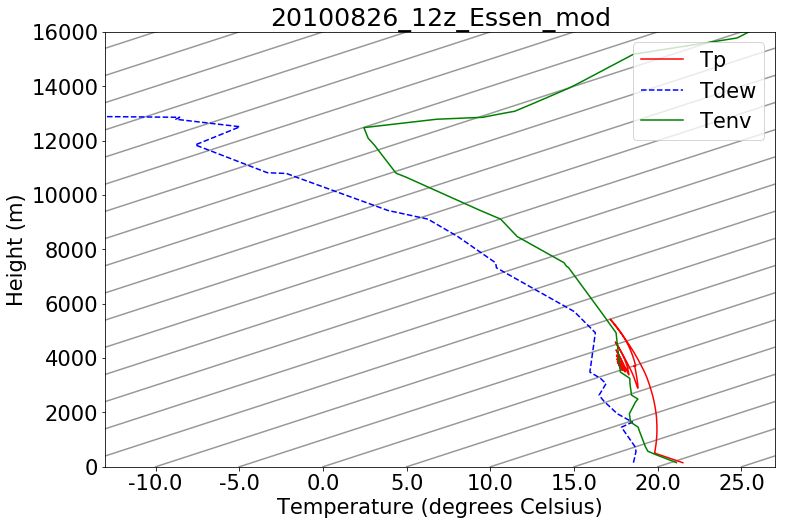 20100826_12z_Essen_mod
16000
14000
12000
10000
8000
6000
4000
2000
0
Height (m)
Tp
Tdew
Tenv
-10.0 -5.0 0.0 5.0 10.0 15.0 20.0 25.0
Temperature (degrees Celsius)